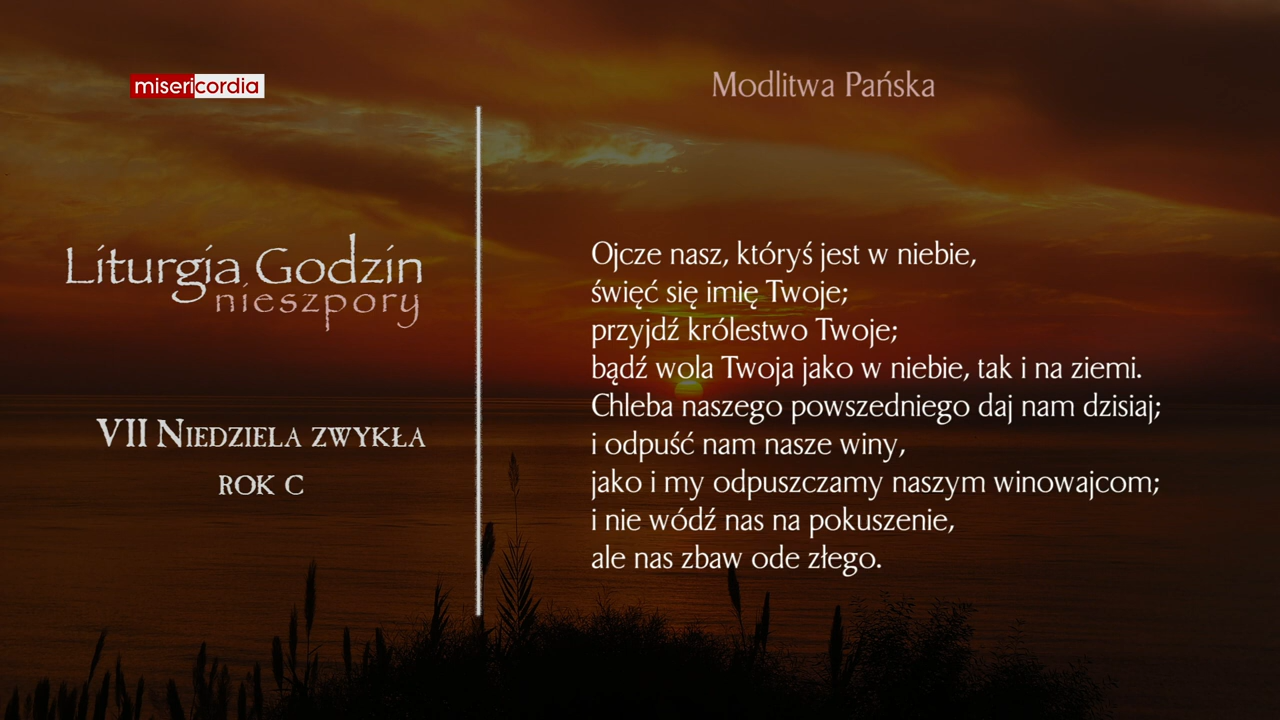 misericordia
Liturgia Godzin
nieszpory
VII Niedziela zwykła
rok C
Modlitwa Pańska
Ojcze nasz, któryś jest w niebie,
święć się imię Twoje;
przyjdź królestwo Twoje;
bądź wola Twoja jako w niebie, tak i na ziemi.
Chleba naszego powszedniego daj nam dzisiaj;
i odpuść nam nasze winy,
jako i my odpuszczamy naszym winowajcom;
i nie wódź nas na pokuszenie,
ale nas zbaw ode złego.